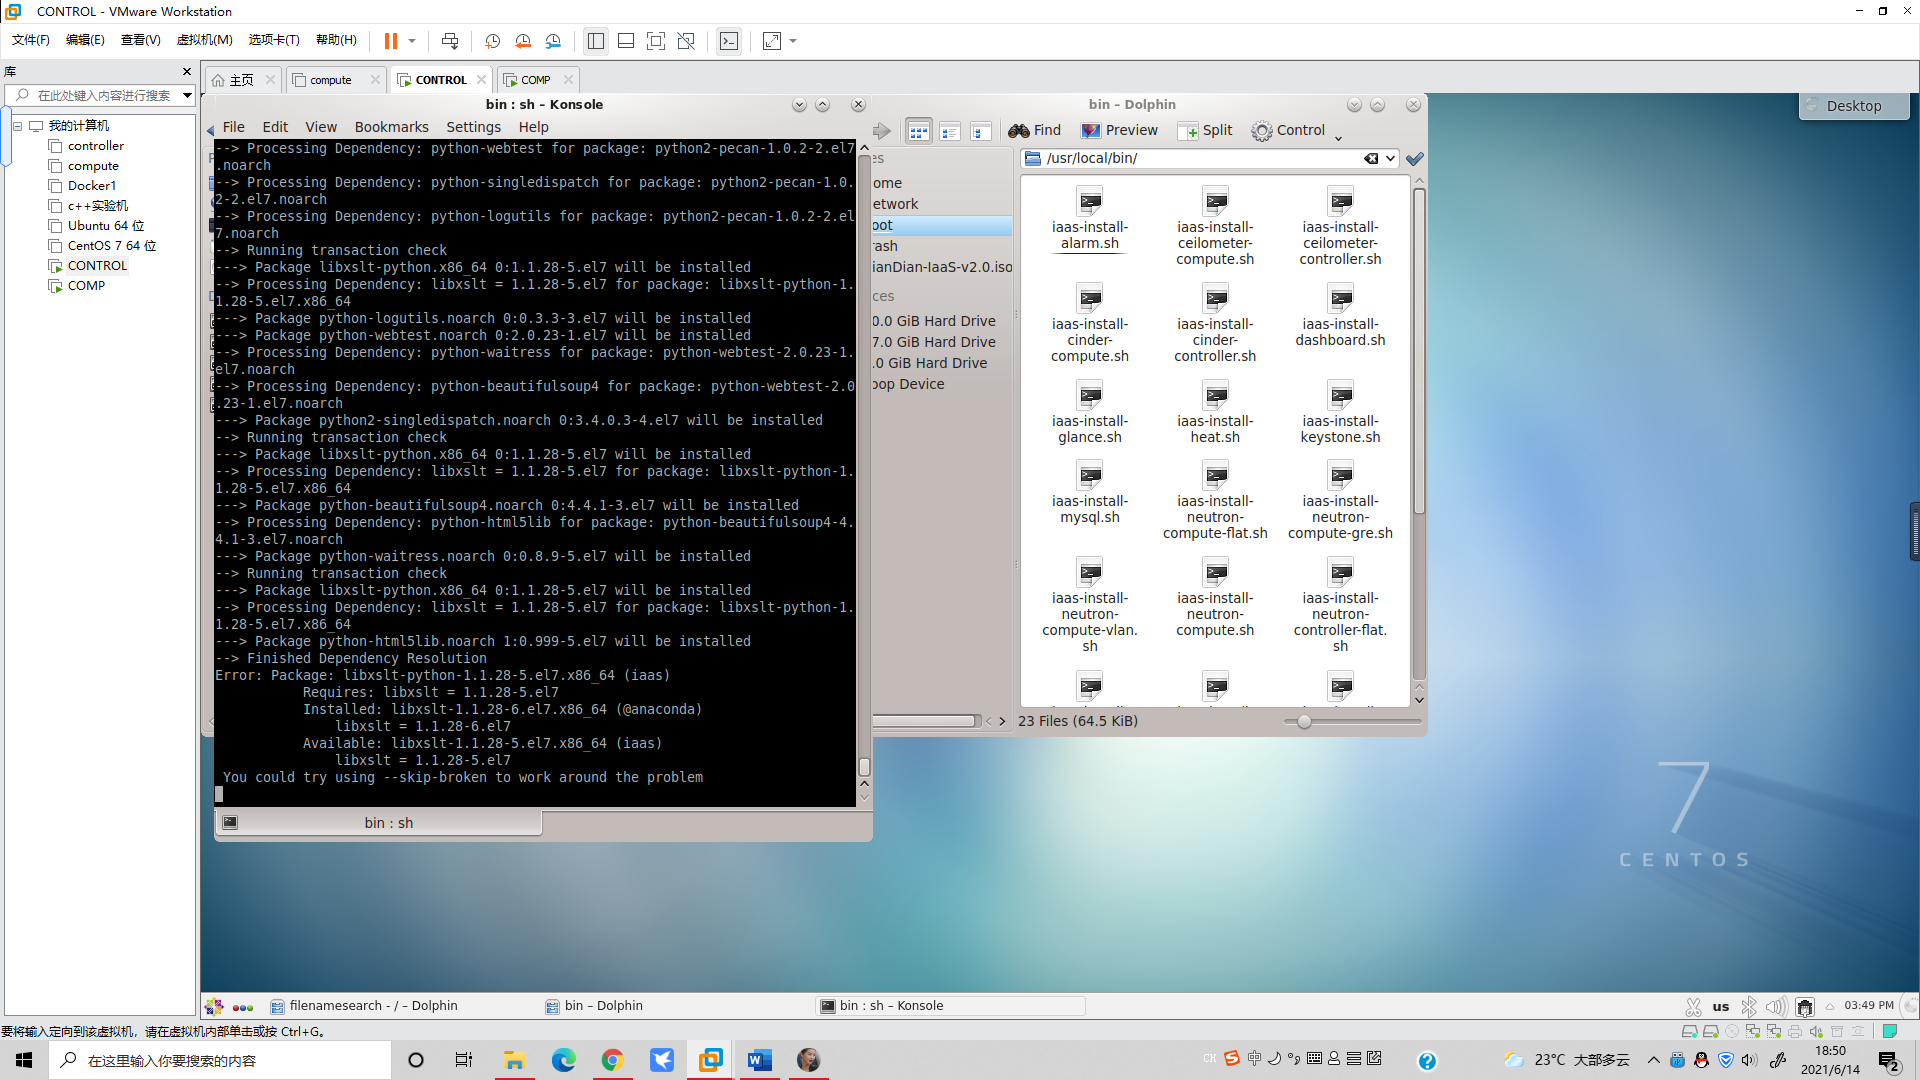 CONTROL - VMware Workstation
文件(F) 编辑(E) 查看(V) 虚拟机(M) 选项卡(T) 帮助(H)
库
在此处键入内容进行搜索
我的计算机
controller
compute
Docker1
c++实验机
Ubuntu 64 位
CentOS 7 64 位
CONTROL
COMP
主页 compute CONTROL COMP
bin : sh – Konsole
File Edit View Bookmarks Settings Help
--> Processing Dependency: python-webtest for package: python2-pecan-1.0.2-2.el7
.noarch
--> Processing Dependency: python-singledispatch for package: python2-pecan-1.0.
2-2.el7.noarch
--> Processing Dependency: python-logutils for package: python2-pecan-1.0.2-2.el
7.noarch
--> Running transaction check
---> Package libxslt-python.x86_64 0:1.1.28-5.el7 will be installed
--> Processing Dependency: libxslt = 1.1.28-5.el7 for package: libxslt-python-1.
1.28-5.el7.x86_64
---> Package python-logutils.noarch 0:0.3.3-3.el7 will be installed
---> Package python-webtest.noarch 0:2.0.23-1.el7 will be installed
--> Processing Dependency: python-waitress for package: python-webtest-2.0.23-1.
el7.noarch
--> Processing Dependency: python-beautifulsoup4 for package: python-webtest-2.0
.23-1.el7.noarch
---> Package python2-singledispatch.noarch 0:3.4.0.3-4.el7 will be installed
--> Running transaction check
---> Package libxslt-python.x86_64 0:1.1.28-5.el7 will be installed
--> Processing Dependency: libxslt = 1.1.28-5.el7 for package: libxslt-python-1.
1.28-5.el7.x86_64
---> Package python-beautifulsoup4.noarch 0:4.4.1-3.el7 will be installed
--> Processing Dependency: python-html5lib for package: python-beautifulsoup4-4.
4.1-3.el7.noarch
---> Package python-waitress.noarch 0:0.8.9-5.el7 will be installed
--> Running transaction check
---> Package libxslt-python.x86_64 0:1.1.28-5.el7 will be installed
--> Processing Dependency: libxslt = 1.1.28-5.el7 for package: libxslt-python-1.
1.28-5.el7.x86_64
---> Package python-html5lib.noarch 1:0.999-5.el7 will be installed
--> Finished Dependency Resolution
Error: Package: libxslt-python-1.1.28-5.el7.x86_64 (iaas)
Requires: libxslt = 1.1.28-5.el7
Installed: libxslt-1.1.28-6.el7.x86_64 (@anaconda)
libxslt = 1.1.28-6.el7
Available: libxslt-1.1.28-5.el7.x86_64 (iaas)
libxslt = 1.1.28-5.el7
You could try using --skip-broken to work around the problem
bin : sh
bin – Dolphin
Find Preview Split Control
/usr/local/bin/
es
ome
etwork
oot
rash
ianDian-IaaS-v2.0.iso
ces
0.0 GiB Hard Drive
7.0 GiB Hard Drive
.0 GiB Hard Drive
oop Device
iaas-install-
alarm.sh
iaas-install-
ceilometer-
compute.sh
iaas-install-
ceilometer-
controller.sh
iaas-install-
cinder-
compute.sh
iaas-install-
cinder-
controller.sh
iaas-install-
dashboard.sh
iaas-install-
glance.sh
iaas-install-
heat.sh
iaas-install-
keystone.sh
iaas-install-
mysql.sh
iaas-install-
neutron-
compute-flat.sh
iaas-install-
neutron-
compute-gre.sh
iaas-install-
neutron-
compute-vlan.
sh
iaas-install-
neutron-
compute.sh
iaas-install-
neutron-
controller-flat.
sh
23 Files (64.5 KiB)
Desktop
7
CENTOS
filenamesearch - / – Dolphin bin – Dolphin bin : sh – Konsole us 03:49 PM
要将输入定向到该虚拟机，请在虚拟机内部单击或按 Ctrl+G。
在这里输入你要搜索的内容
CH 中
23°C 大部多云
18:50
2021/6/14
2